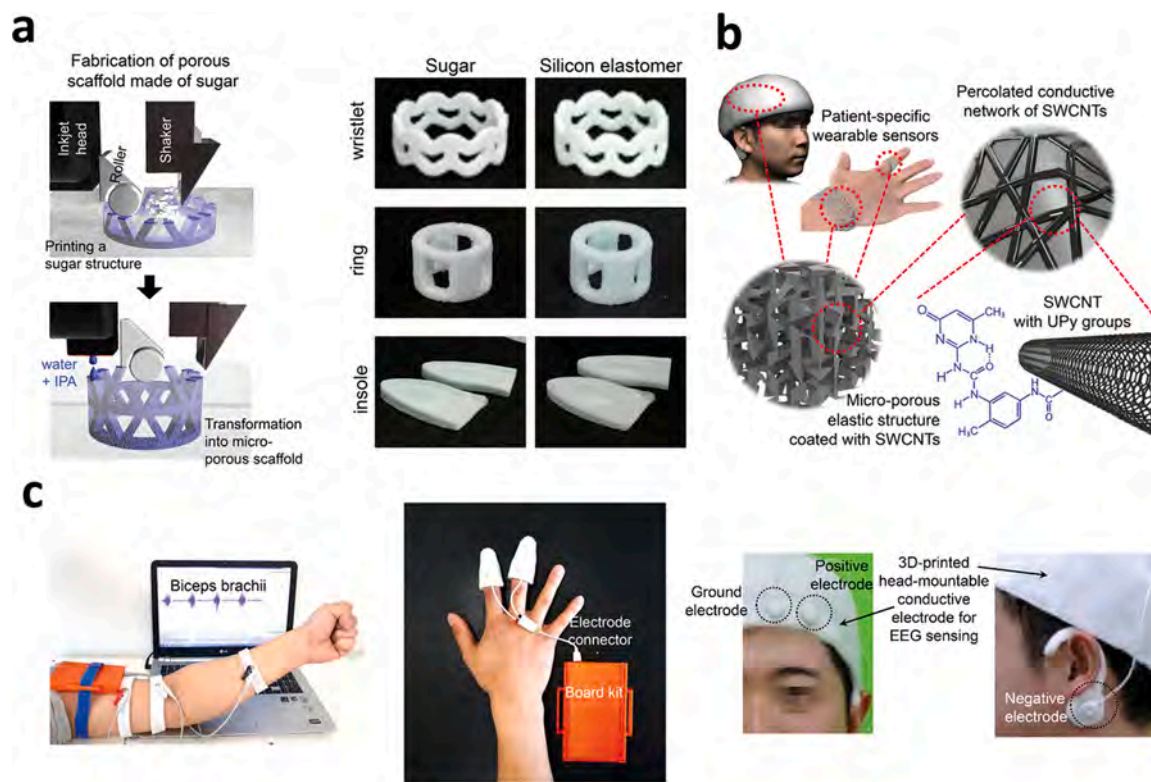 a
Fabrication of porous
scaffold made of sugar
Inkjet
head
Roller
Shaker
Printing a
sugar structure
water
+ IPA
Transformation
into micro-
porous scaffold
Sugar
Silicon elastomer
wristlet
ring
insole
b
Patient-specific
wearable sensors
Percolated conductive
network of SWCNTs
Micro-porous
elastic structure
coated with SWCNTs
SWCNT
with UPy groups
O
CH₃
N
N
H
N
H
O
N
H
CH₃
H
N
O
c
Biceps brachii
Electrode
connector
Board kit
Ground
electrode
Positive
electrode
3D-printed
head-mountable
conductive
electrode for
EEG sensing
Negative
electrode